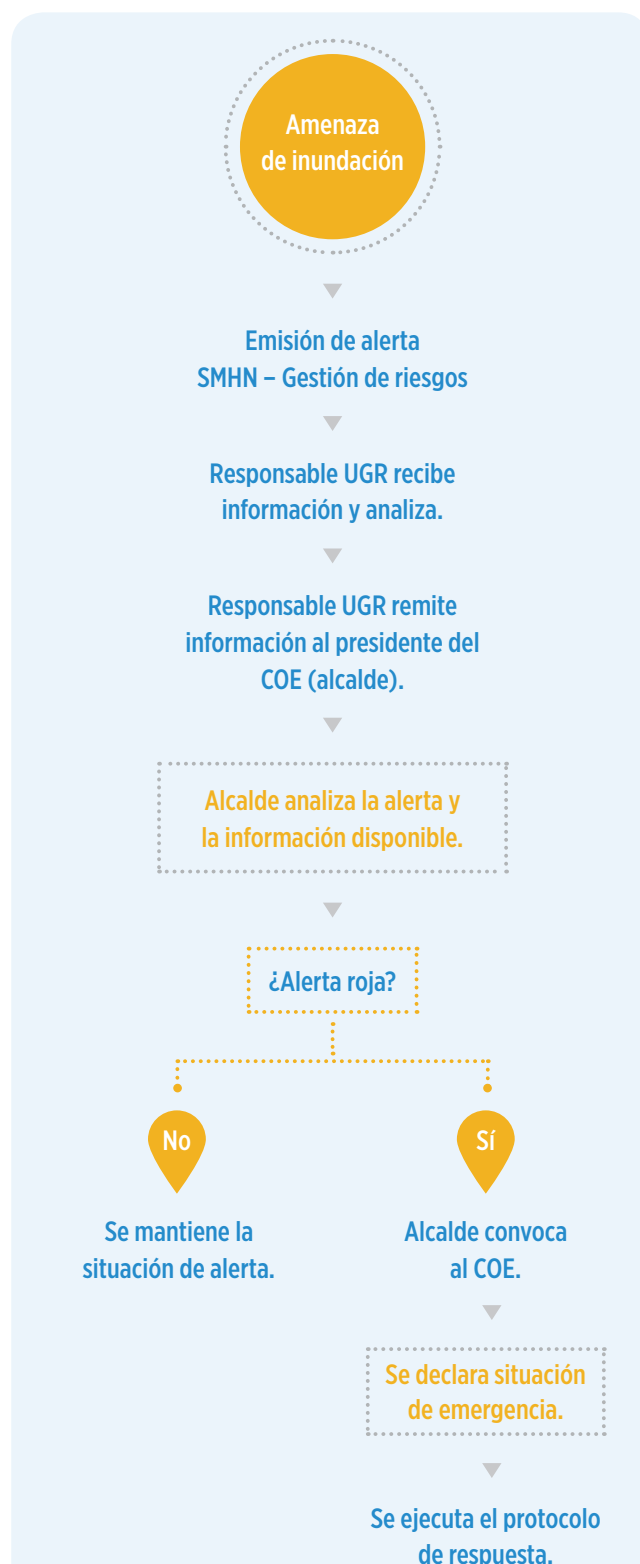 Amenaza
de inundación
Emisión de alerta
SMHN – Gestión de riesgos
Responsable UGR recibe
información y analiza.
Responsable UGR remite
información al presidente del
COE (alcalde).
Alcalde analiza la alerta y
la información disponible.
¿Alerta roja?
No
Se mantiene la
situación de alerta.
Sí
Alcalde convoca
al COE.
Se declara situación
de emergencia.
Se ejecuta el protocolo
de respuesta.